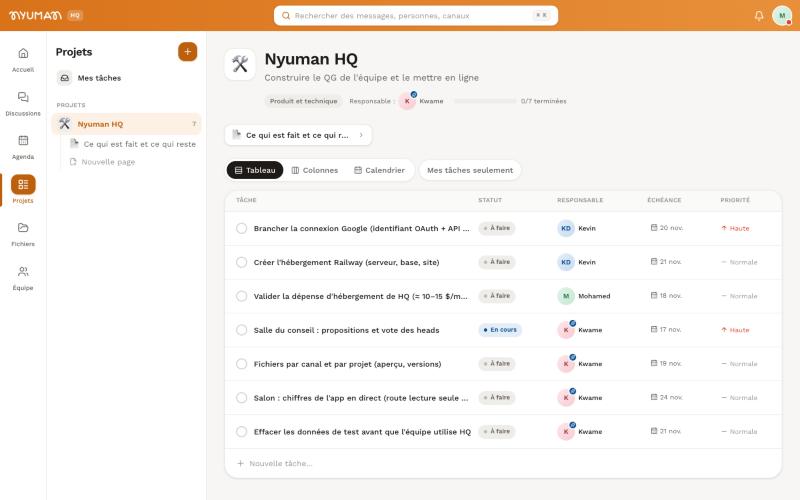 NYUMAN HQ
Rechercher des messages, personnes, canaux
⌘ K
M
Accueil
Discussions
Agenda
Projets
Fichiers
Équipe
Projets
+
Mes tâches
PROJETS
Nyuman HQ 7
Ce qui est fait et ce qui reste
Nouvelle page
Nyuman HQ
Construire le QG de l'équipe et le mettre en ligne
Produit et technique Responsable : K Kwame 0/7 terminées
Ce qui est fait et ce qui r... ›
Tableau Colonnes Calendrier Mes tâches seulement
TÂCHE STATUT RESPONSABLE ÉCHÉANCE PRIORITÉ
Brancher la connexion Google (identifiant OAuth + API ... À faire KD Kevin 20 nov. ↑ Haute
Créer l'hébergement Railway (serveur, base, site) À faire KD Kevin 21 nov. — Normale
Valider la dépense d'hébergement de HQ (≈ 10–15 $/m... À faire M Mohamed 18 nov. — Normale
Salle du conseil : propositions et vote des heads En cours K Kwame 17 nov. ↑ Haute
Fichiers par canal et par projet (aperçu, versions) À faire K Kwame 19 nov. — Normale
Salon : chiffres de l'app en direct (route lecture seule ... À faire K Kwame 24 nov. — Normale
Effacer les données de test avant que l'équipe utilise HQ À faire K Kwame 21 nov. — Normale
+ Nouvelle tâche...